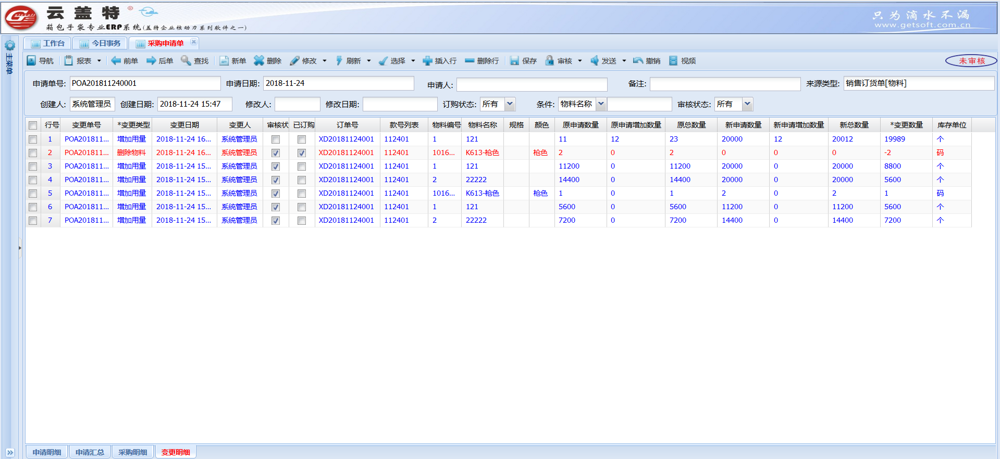 Getsoft
云盖特 ®
箱包手袋专业ERP系统(盖特企业核动力系列软件之一)
只为滴水不漏
www.getsoft.com.cn
主菜单
工作台 今日事务 采购申请单
导航 报表 前单 后单 查找 新单 删除 修改 刷新 选择 插入行 删除行 保存 审核 发送 撤销 视频 未审核
申请单号: POA201811240001 申请日期: 2018-11-24 申请人: 备注: 来源类型: 销售订货单[物料]
创建人: 系统管理员 创建日期: 2018-11-24 15:47 修改人: 修改日期: 订购状态: 所有 条件: 物料名称 审核状态: 所有
行号 变更单号 *变更类型 变更日期 变更人 审核状 已订购 订单号 款号列表 物料编号 物料名称 规格 颜色 原申请数量 原申请增加数量 原总数量 新申请数量 新申请增加数量 新总数量 *变更数量 库存单位
1 POA201811... 增加用量 2018-11-24 16... 系统管理员 XD20181124001 112401 1 121 11 12 23 20000 12 20012 19989 个
2 POA201811... 删除物料 2018-11-24 16... 系统管理员 XD20181124001 112401 1016... K613-枪色 枪色 2 0 2 0 0 0 -2 码
3 POA201811... 增加用量 2018-11-24 15... 系统管理员 XD20181124001 112401 1 121 11200 0 11200 20000 0 20000 8800 个
4 POA201811... 增加用量 2018-11-24 15... 系统管理员 XD20181124001 112401 2 22222 14400 0 14400 20000 0 20000 5600 个
5 POA201811... 增加用量 2018-11-24 15... 系统管理员 XD20181124001 112401 1016... K613-枪色 枪色 1 0 1 2 0 2 1 码
6 POA201811... 增加用量 2018-11-24 15... 系统管理员 XD20181124001 112401 1 121 5600 0 5600 11200 0 11200 5600 个
7 POA201811... 增加用量 2018-11-24 15... 系统管理员 XD20181124001 112401 2 22222 7200 0 7200 14400 0 14400 7200 个
申请明细 申请汇总 采购明细 变更明细